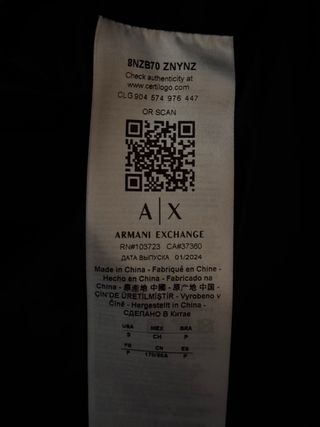 8NZB70 ZNYNZ
Check authenticity at
www.certilogo.com
CLG 904 574 976 447
OR SCAN
A|X
ARMANI EXCHANGE
RN#103723 CA#37360
ДАТА ВЫПУСКА 01/2024
Made in China - Fabriqué en Chine -
Hecho en China - Fabricado na
China - 原産地 中國 - 原产地 中国 -
ÇİN'DE ÜRETİLMİŞTİR - Vyrobeno v
Číně - Hergestellt in China -
СДЕЛАНО В Китае
USA MEX BRA
S CH P
FR CN ES
P 170/88A P